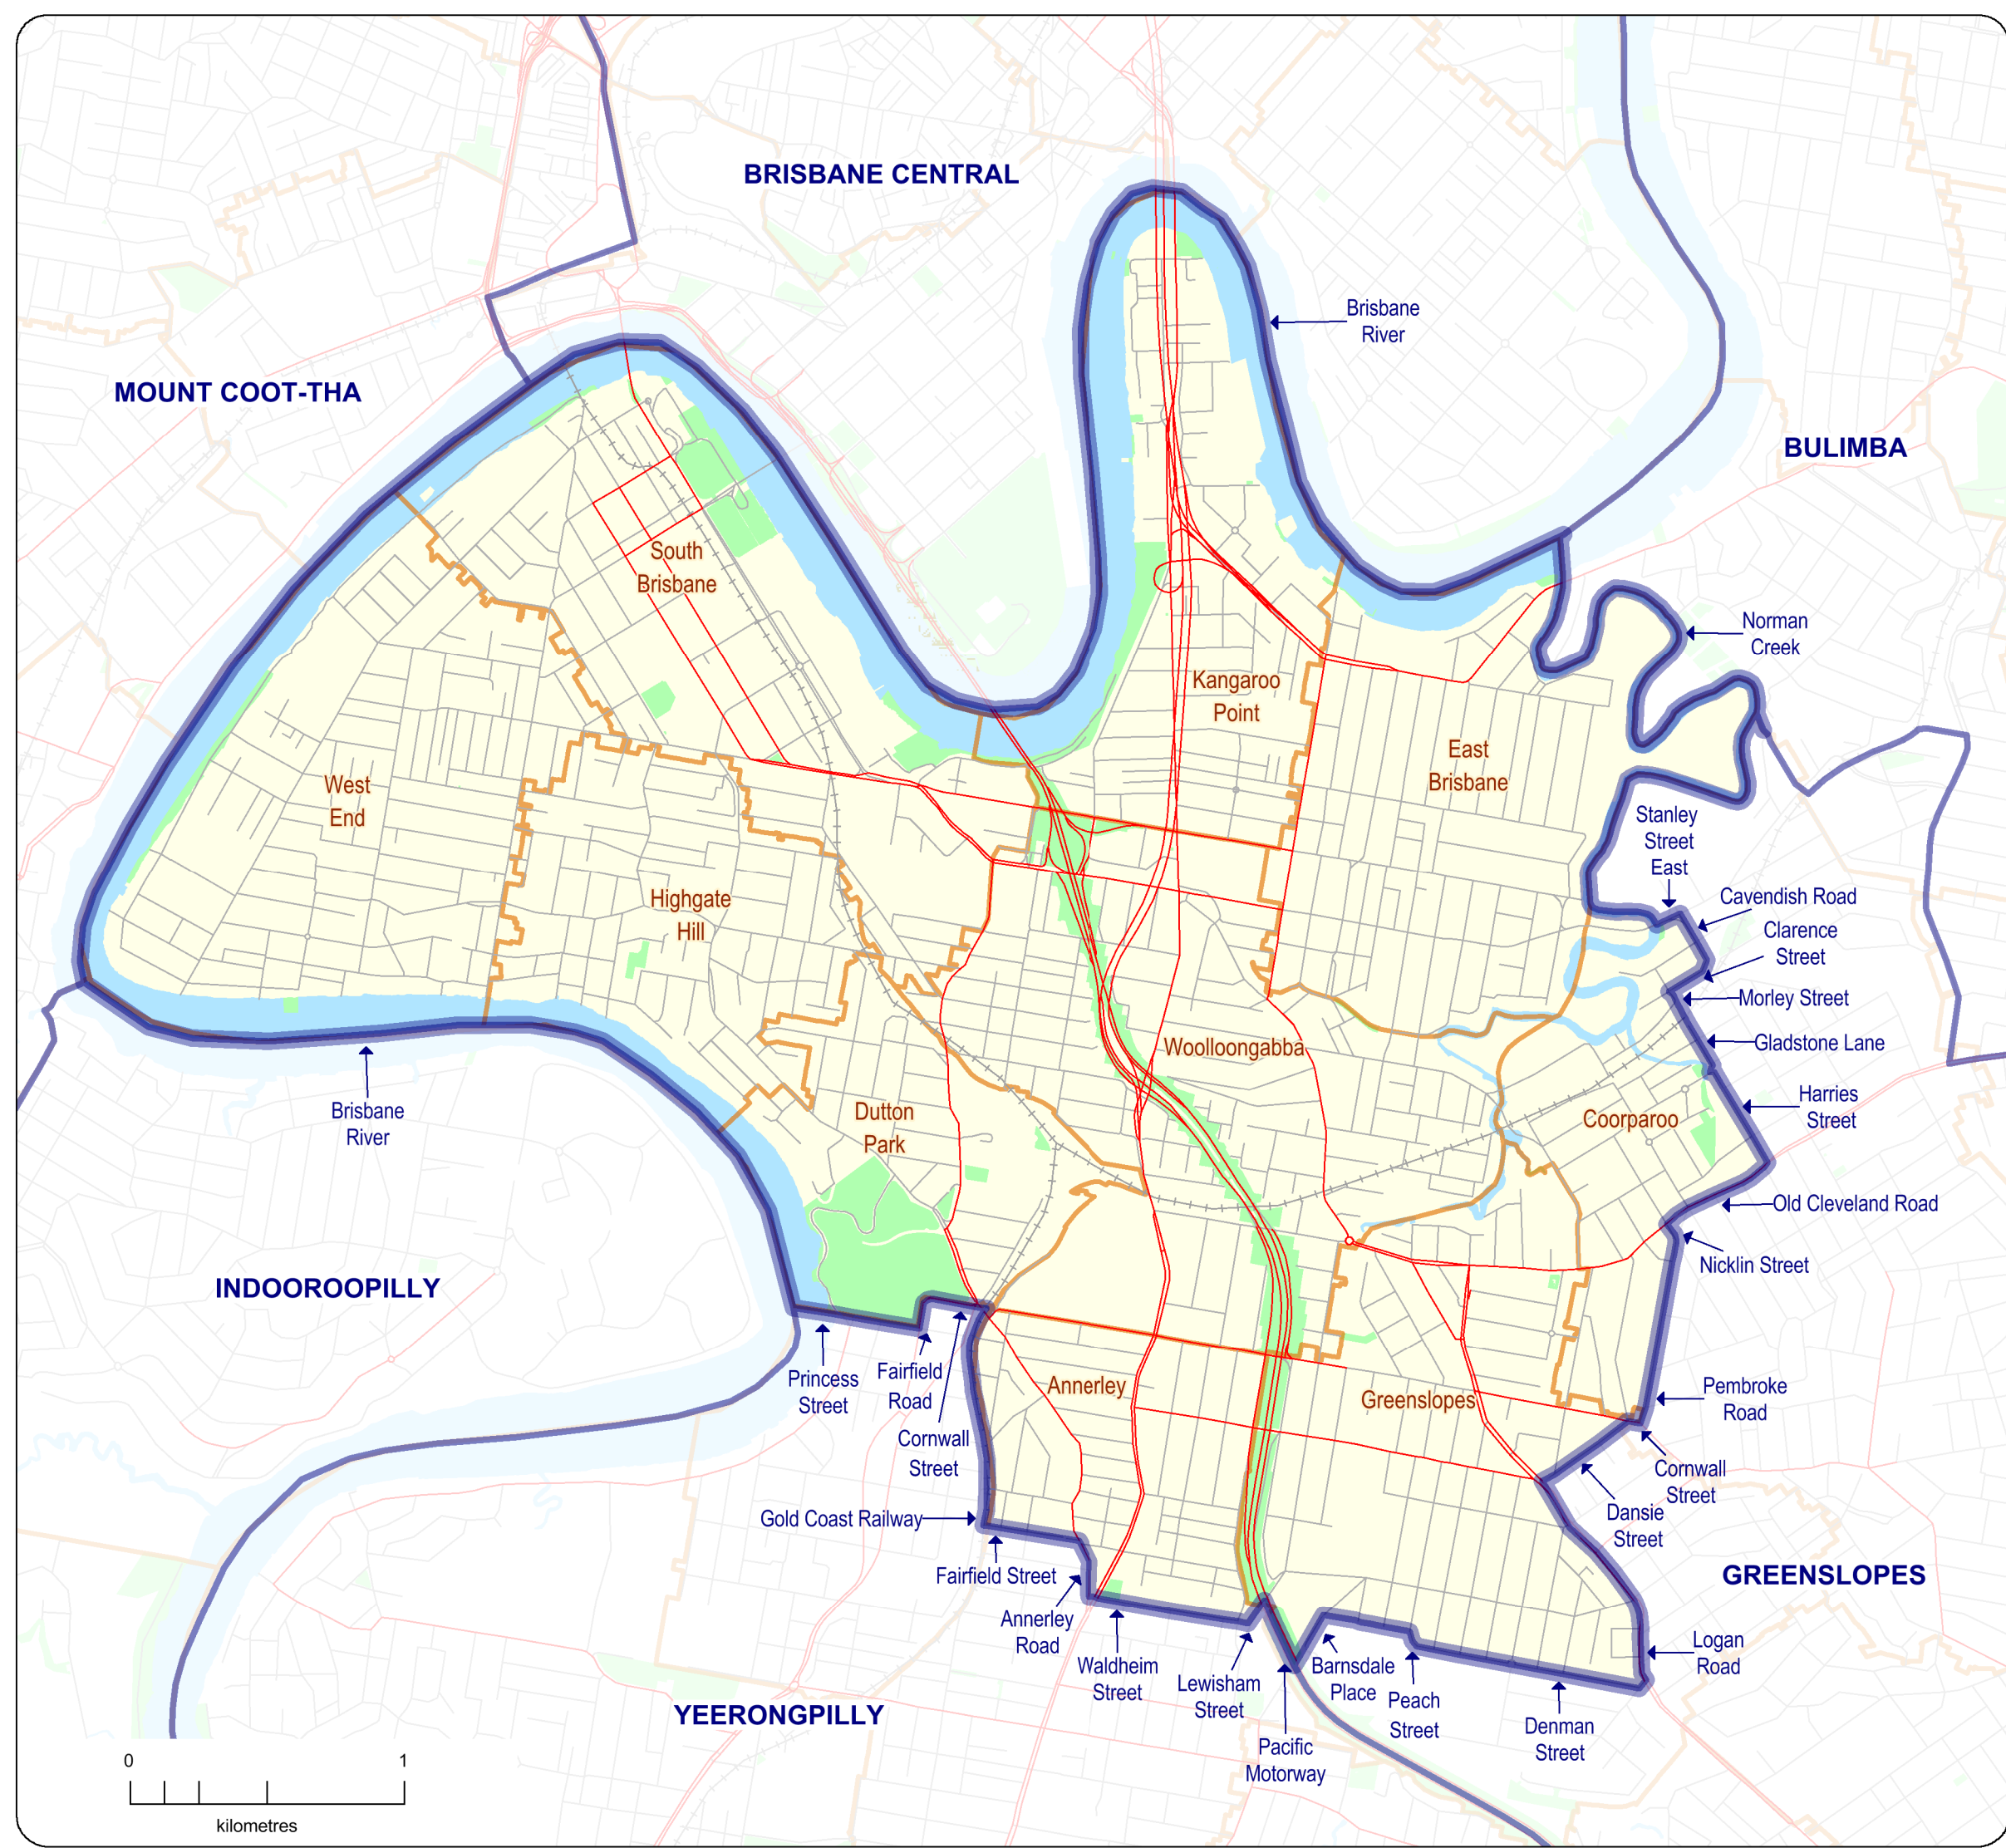 BRISBANE CENTRAL
Brisbane
River
MOUNT COOT-THA
BULIMBA
South
Brisbane
Norman
Creek
Kangaroo
Point
East
Brisbane
West
End
Stanley
Street
East
Cavendish Road
Highgate
Hill
Clarence
Street
Morley Street
Woolloongabba
Gladstone Lane
Brisbane
River
Dutton
Park
Coorparoo
Harries
Street
Old Cleveland Road
Nicklin Street
INDOOROOPILLY
Princess
Street
Fairfield
Road
Annerley
Greenslopes
Pembroke
Road
Cornwall
Street
Cornwall
Street
Dansie
Street
Gold Coast Railway
Fairfield Street
GREENSLOPES
Annerley
Road
Waldheim
Street
Lewisham
Street
Barnsdale
Place
Peach
Street
Logan
Road
YEERONGPILLY
Pacific
Motorway
Denman
Street
0 1
kilometres